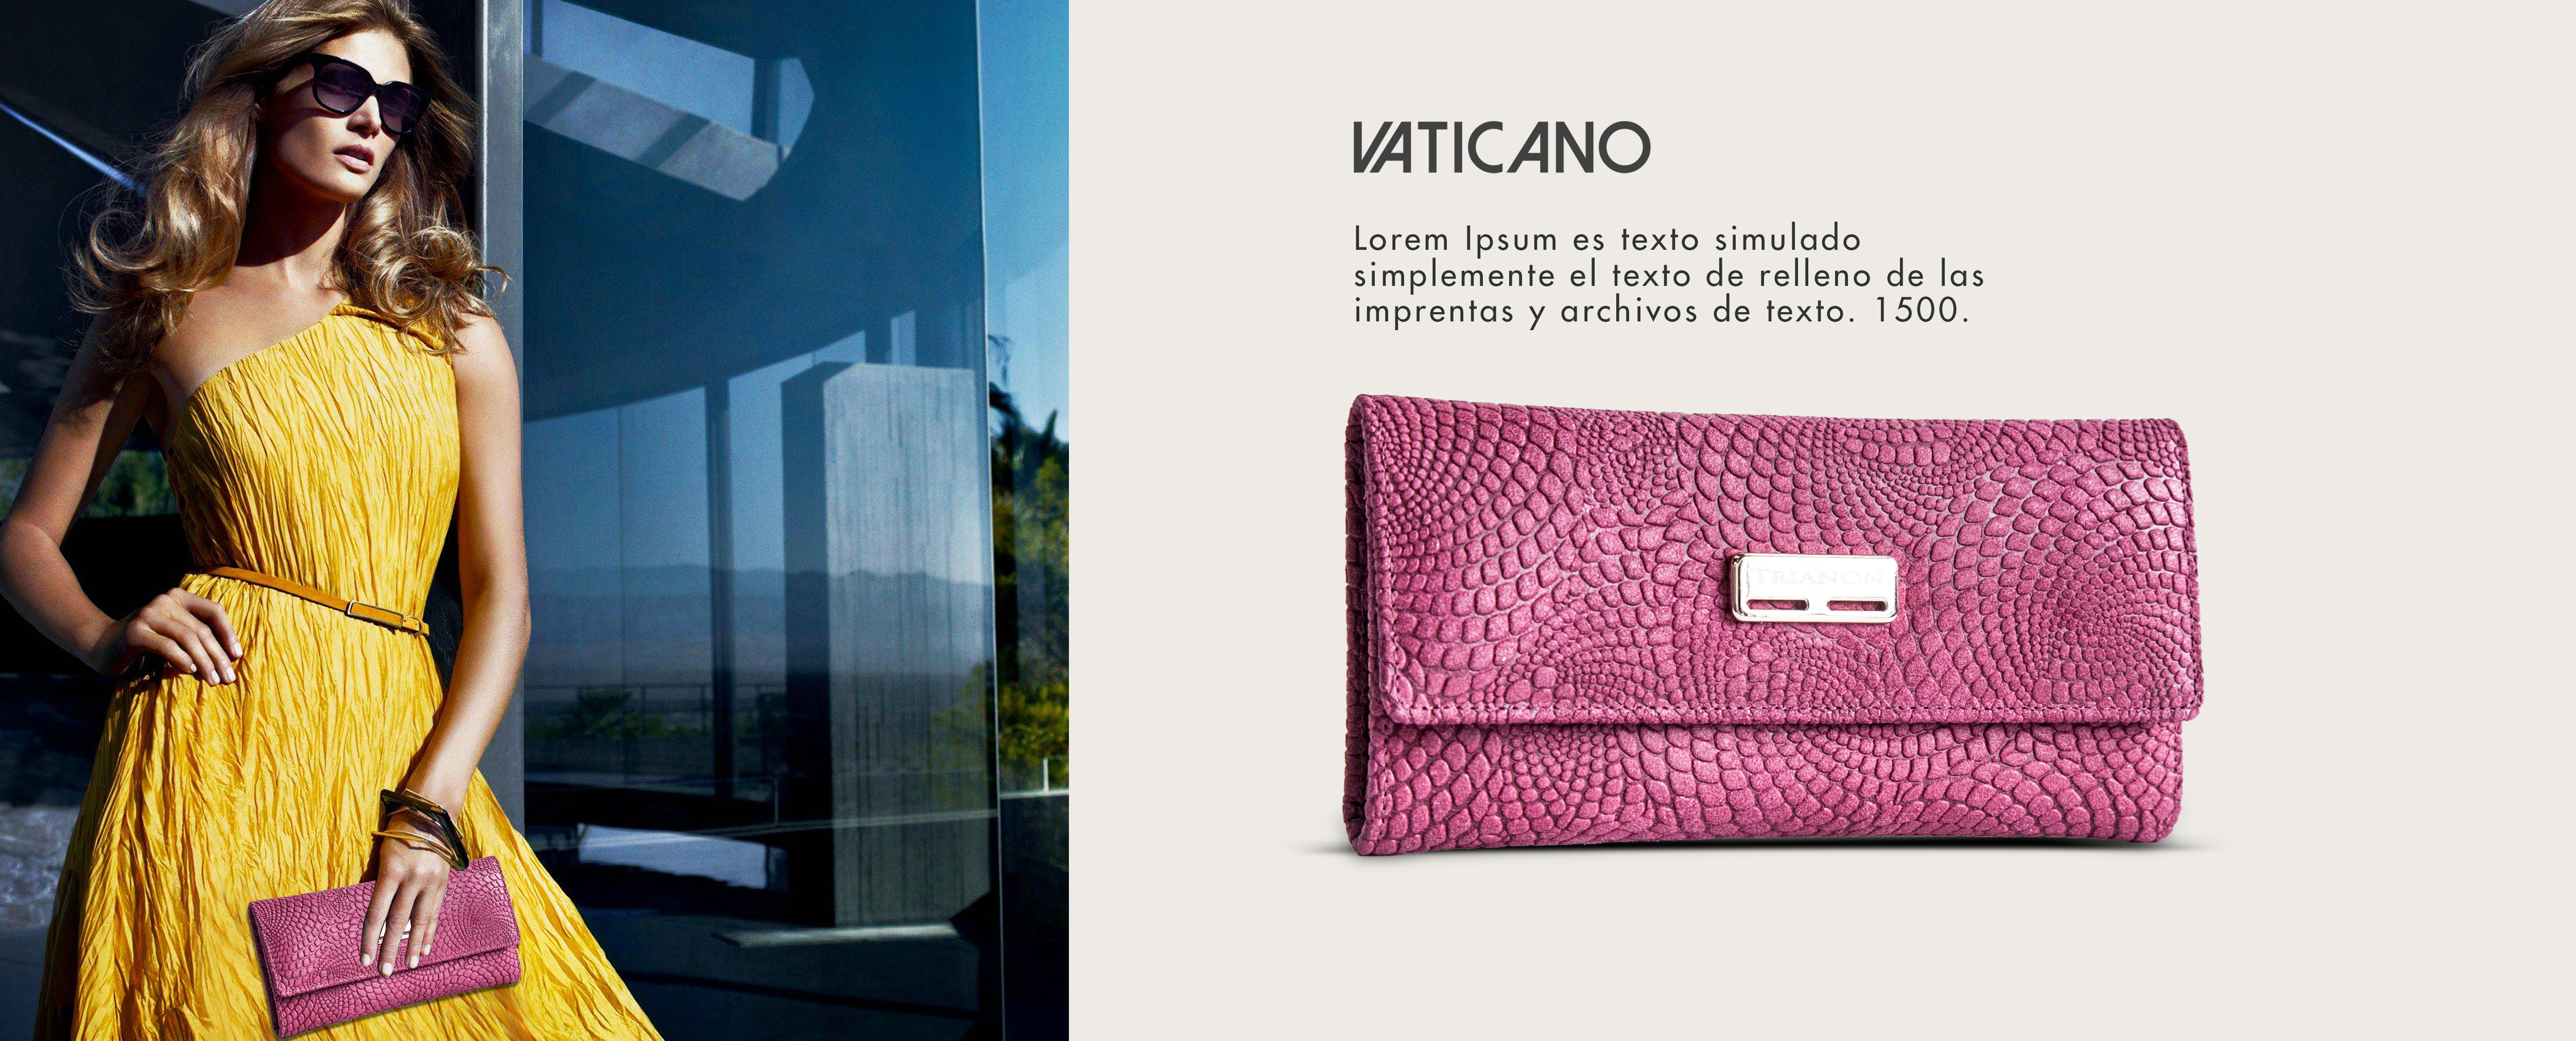 VATICANO
Lorem Ipsum es texto simulado
simplemente el texto de relleno de las
imprentas y archivos de texto. 1500.
TRIANON